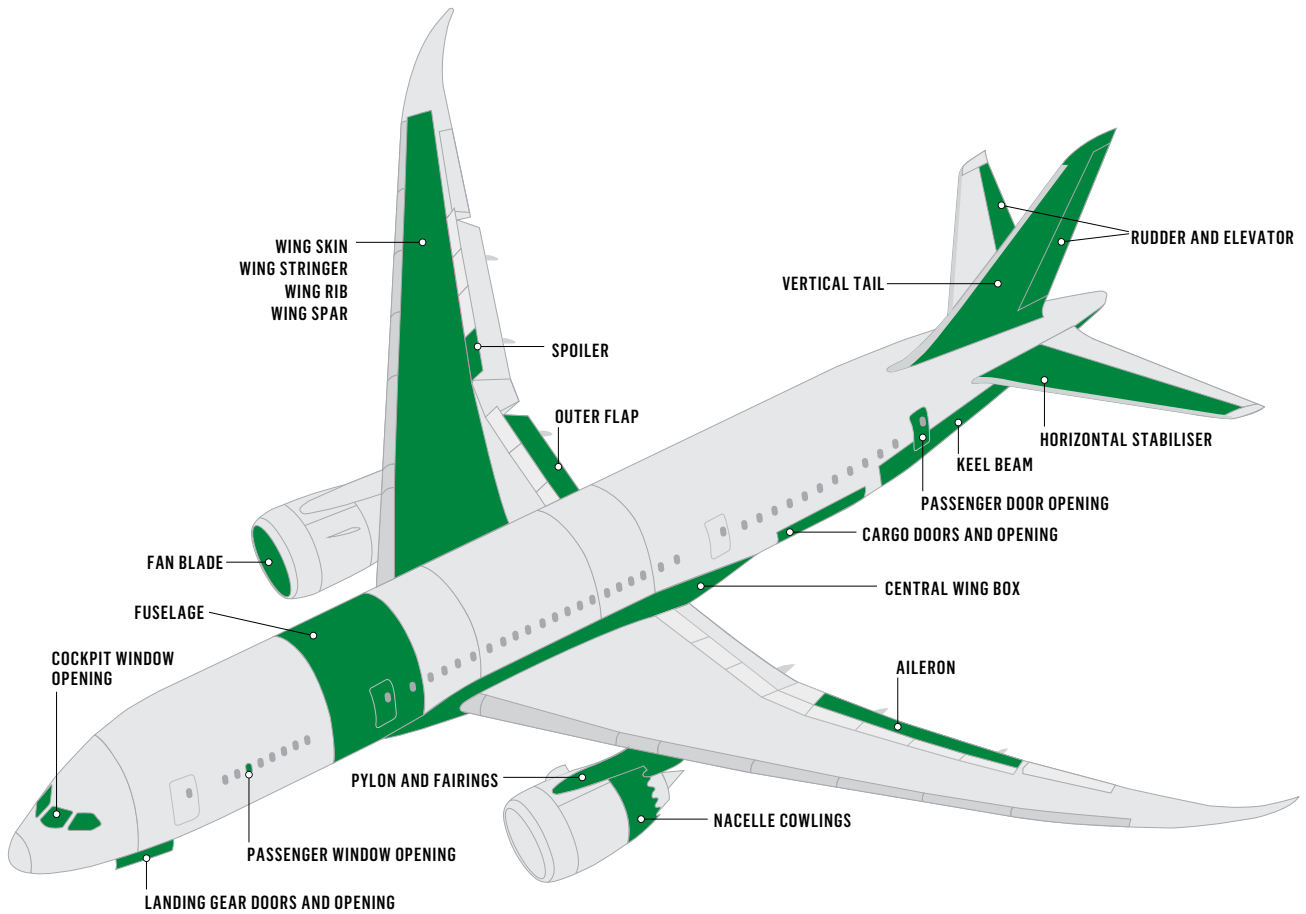 RUDDER AND ELEVATOR
WING SKIN
WING STRINGER
WING RIB
WING SPAR
VERTICAL TAIL
SPOILER
OUTER FLAP
HORIZONTAL STABILISER
KEEL BEAM
PASSENGER DOOR OPENING
CARGO DOORS AND OPENING
FAN BLADE
CENTRAL WING BOX
FUSELAGE
COCKPIT WINDOW
OPENING
AILERON
PYLON AND FAIRINGS
NACELLE COWLINGS
PASSENGER WINDOW OPENING
LANDING GEAR DOORS AND OPENING